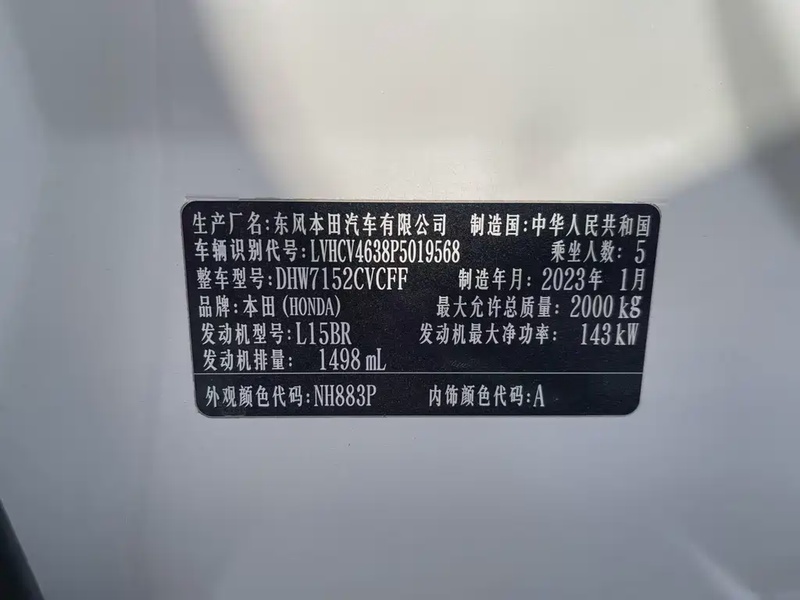 生产厂名:东风本田汽车有限公司 制造国:中华人民共和国
车辆识别代号:LVHCV4638P5019568 乘坐人数: 5
整车型号:DHW7152CVCFF 制造年月: 2023年 1月
品牌:本田(HONDA) 最大允许总质量: 2000 kg
发动机型号:L15BR 发动机最大净功率: 143 kW
发动机排量: 1498 mL
外观颜色代码:NH883P 内饰颜色代码:A